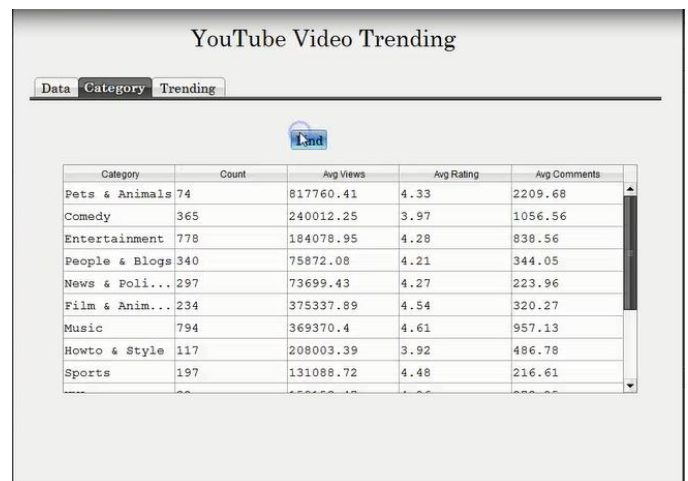 YouTube Video Trending
Data Category Trending
Category Count Avg Views Avg Rating Avg Comments
Pets & Animals 74 817760.41 4.33 2209.68
Comedy 365 240012.25 3.97 1056.56
Entertainment 778 184078.95 4.28 838.56
People & Blogs 340 75872.08 4.21 344.05
News & Poli... 297 73699.43 4.27 223.96
Film & Anim... 234 375337.89 4.54 320.27
Music 794 369370.4 4.61 957.13
Howto & Style 117 208003.39 3.92 486.78
Sports 197 131088.72 4.48 216.61